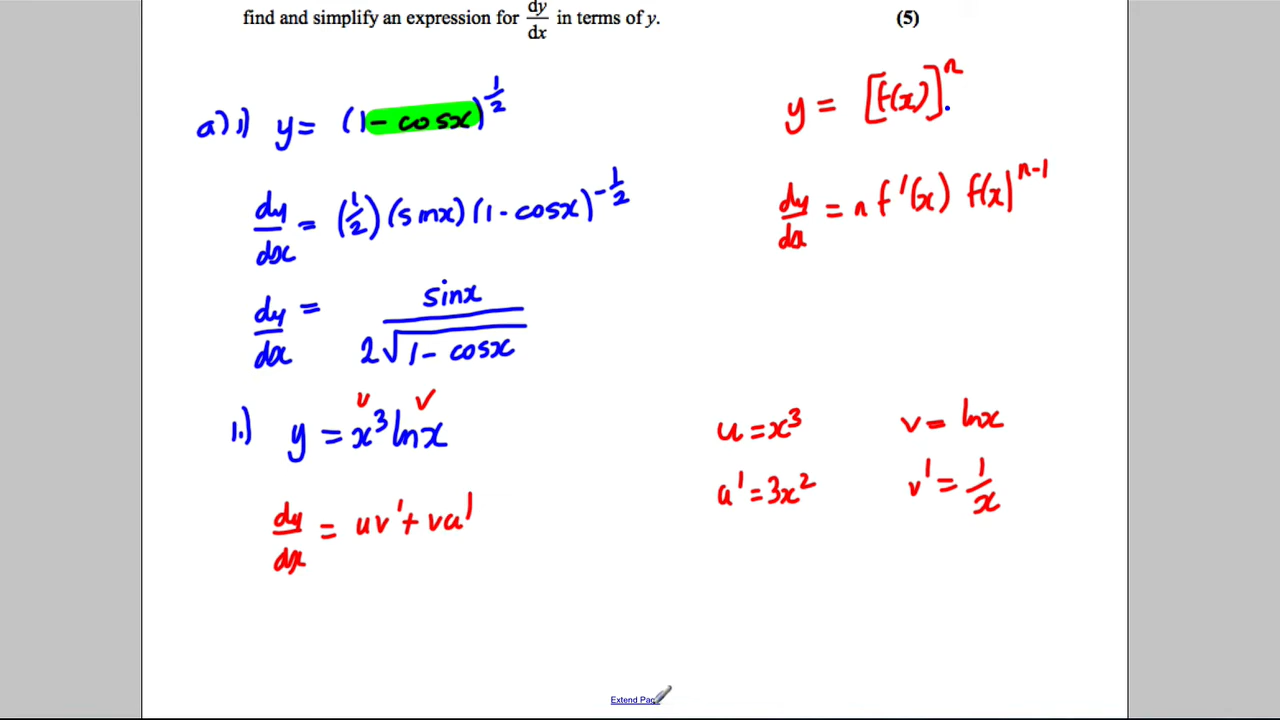 find and simplify an expression for dy/dx in terms of y. (5)
a) i) y = (1 - cosx)^1/2
y = [f(x)]^n
dy/dx = (1/2) (sinx) (1 - cosx)^-1/2
dy/dx = n f'(x) f(x)^n-1
dy/dx = sinx / 2√1 - cosx
u v
1.) y = x³ lnx
u = x³ v = lnx
u' = 3x² v' = 1/x
dy/dx = uv' + vu'
Extend Pag